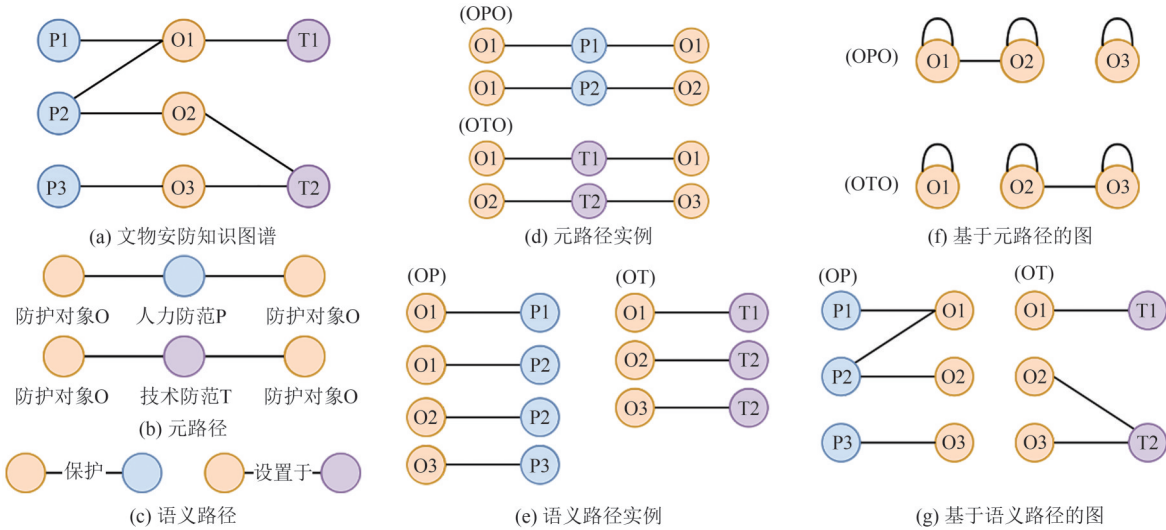 P1 O1 T1
P2 O2
P3 O3 T2
(a) 文物安防知识图谱
防护对象O 人力防范P 防护对象O
防护对象O 技术防范T 防护对象O
(b) 元路径
保护 设置于
(c) 语义路径
(OPO)
O1 P1 O1
O1 P2 O2
(OTO)
O1 T1 O1
O2 T2 O3
(d) 元路径实例
(OP)
O1 P1
O1 P2
O2 P2
O3 P3
(OT)
O1 T1
O2 T2
O3 T2
(e) 语义路径实例
(OPO) O1 O2 O3
(OTO) O1 O2 O3
(f) 基于元路径的图
(OP)
P1 O1
P2 O2
P3 O3
(OT)
O1 T1
O2
O3 T2
(g) 基于语义路径的图